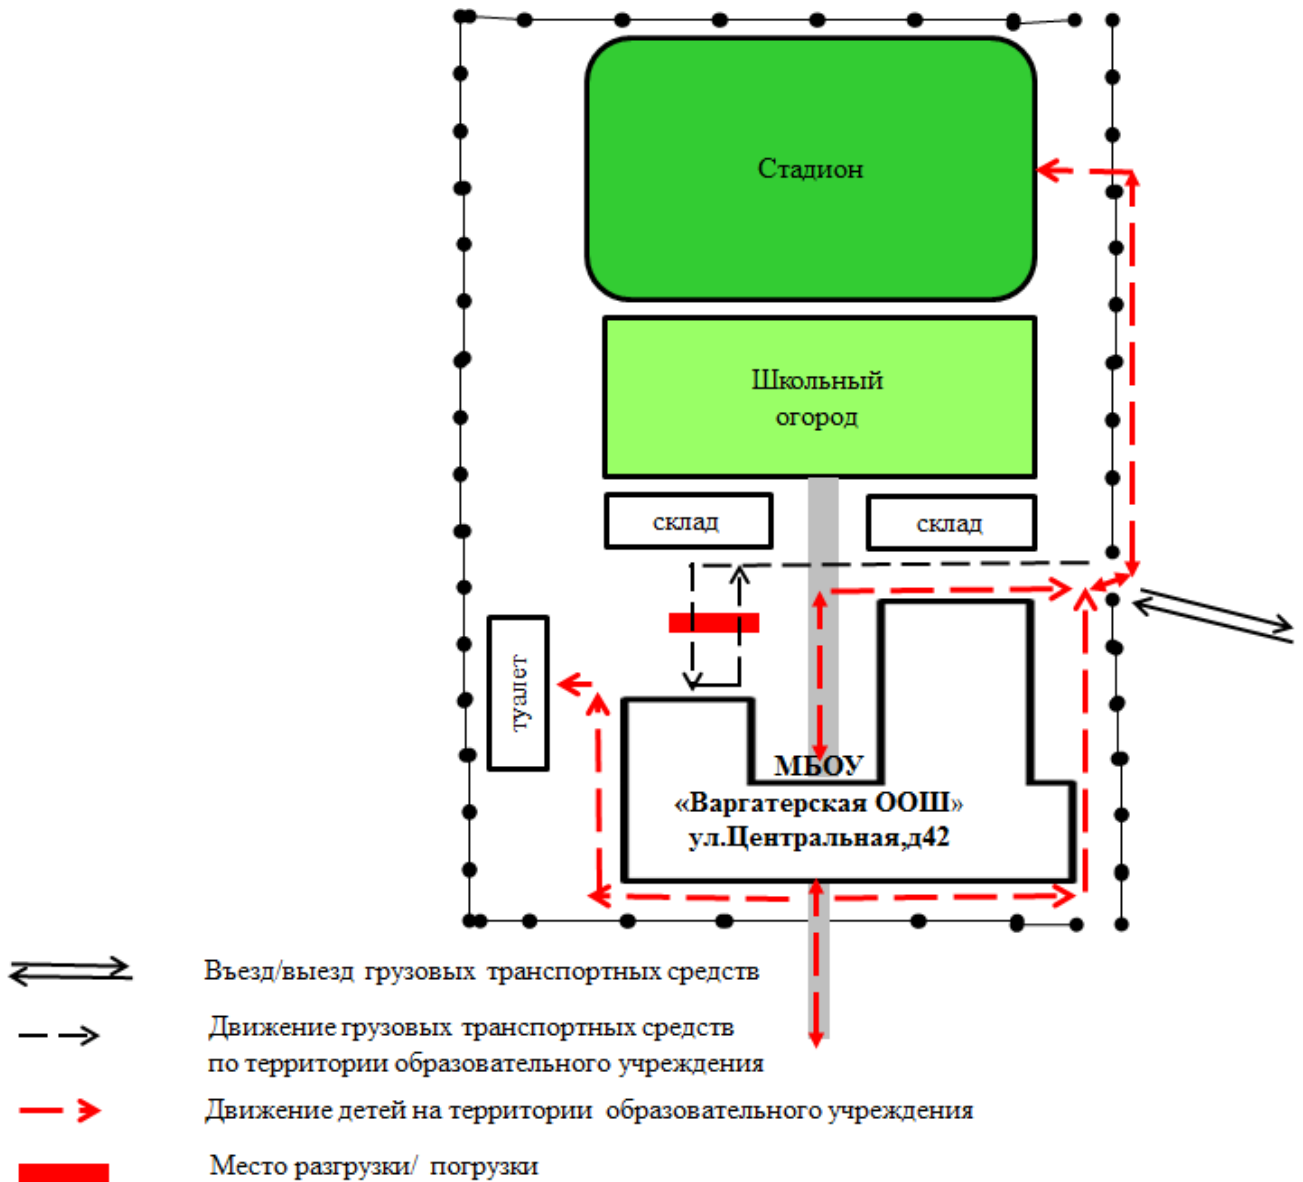 Стадион
Школьный
огород
склад
склад
туалет
МБОУ
«Варгатерская ООШ»
ул.Центральная,д42
Въезд/выезд грузовых транспортных средств
Движение грузовых транспортных средств
по территории образовательного учреждения
Движение детей на территории образовательного учреждения
Место разгрузки/ погрузки